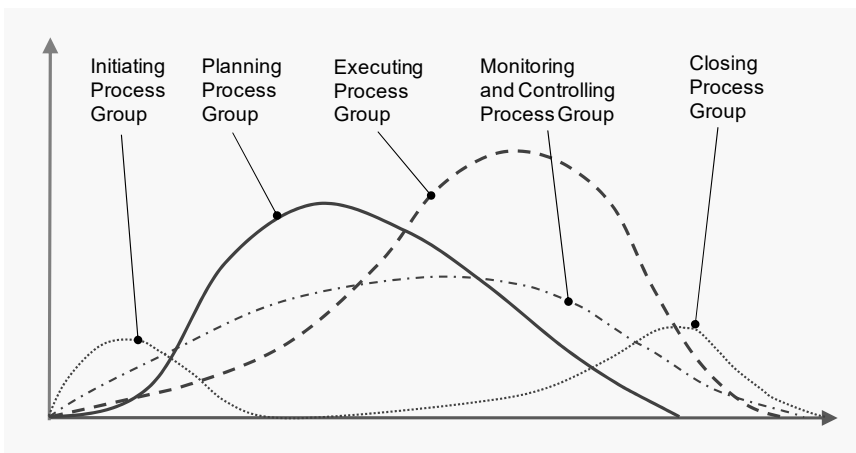 Initiating
Process
Group
Planning
Process
Group
Executing
Process
Group
Monitoring
and Controlling
Process Group
Closing
Process
Group